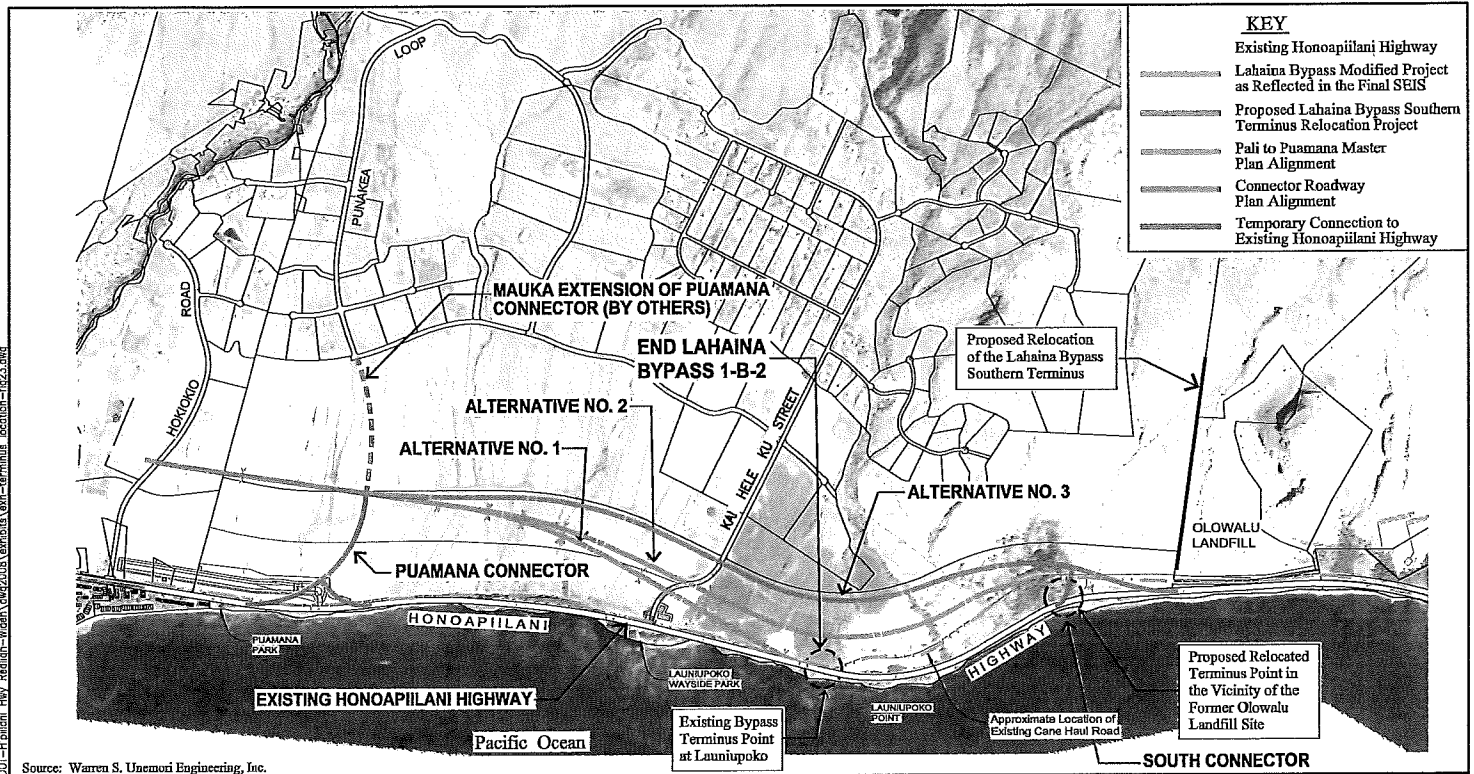 KEY
Existing Honoapiilani Highway
Lahaina Bypass Modified Project
as Reflected in the Final SEIS
Proposed Lahaina Bypass Southern
Terminus Relocation Project
Pali to Puamana Master
Plan Alignment
Connector Roadway
Plan Alignment
Temporary Connection to
Existing Honoapiilani Highway
LOOP
PUNAKEA
ROAD
HOKIOKIO
MAUKA EXTENSION OF PUAMANA
CONNECTOR (BY OTHERS)
END LAHAINA
BYPASS 1-B-2
Proposed Relocation
of the Lahaina Bypass
Southern Terminus
ALTERNATIVE NO. 2
ALTERNATIVE NO. 1
KAI HELE KU STREET
ALTERNATIVE NO. 3
OLOWALU
LANDFILL
PUAMANA CONNECTOR
HONOAPIILANI
HIGHWAY
PUAMANA
PARK
LAUNIUPOKO
WAYSIDE PARK
EXISTING HONOAPIILANI HIGHWAY
Existing Bypass
Terminus Point
at Launiupoko
LAUNIUPOKO
POINT
Approximate Location of
Existing Cane Haul Road
Proposed Relocated
Terminus Point in
the Vicinity of the
Former Olowalu
Landfill Site
SOUTH CONNECTOR
Pacific Ocean
Source: Warren S. Unemori Engineering, Inc.